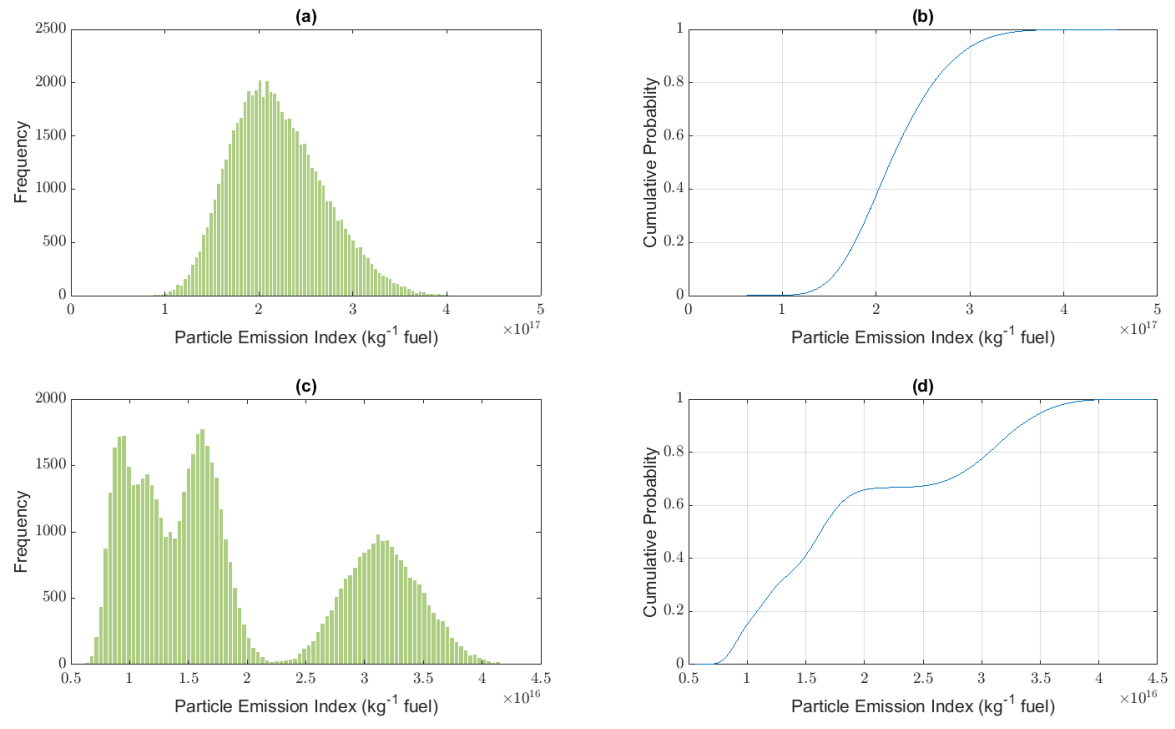 (a)
2500
2000
1500
1000
500
0
Frequency
0 1 2 3 4 5
×10^17
Particle Emission Index (kg^-1 fuel)
(b)
1
0.8
0.6
0.4
0.2
0
Cumulative Probablity
0 1 2 3 4 5
×10^17
Particle Emission Index (kg^-1 fuel)
(c)
2000
1500
1000
500
0
Frequency
0.5 1 1.5 2 2.5 3 3.5 4 4.5
×10^16
Particle Emission Index (kg^-1 fuel)
(d)
1
0.8
0.6
0.4
0.2
0
Cumulative Probablity
0.5 1 1.5 2 2.5 3 3.5 4 4.5
×10^16
Particle Emission Index (kg^-1 fuel)